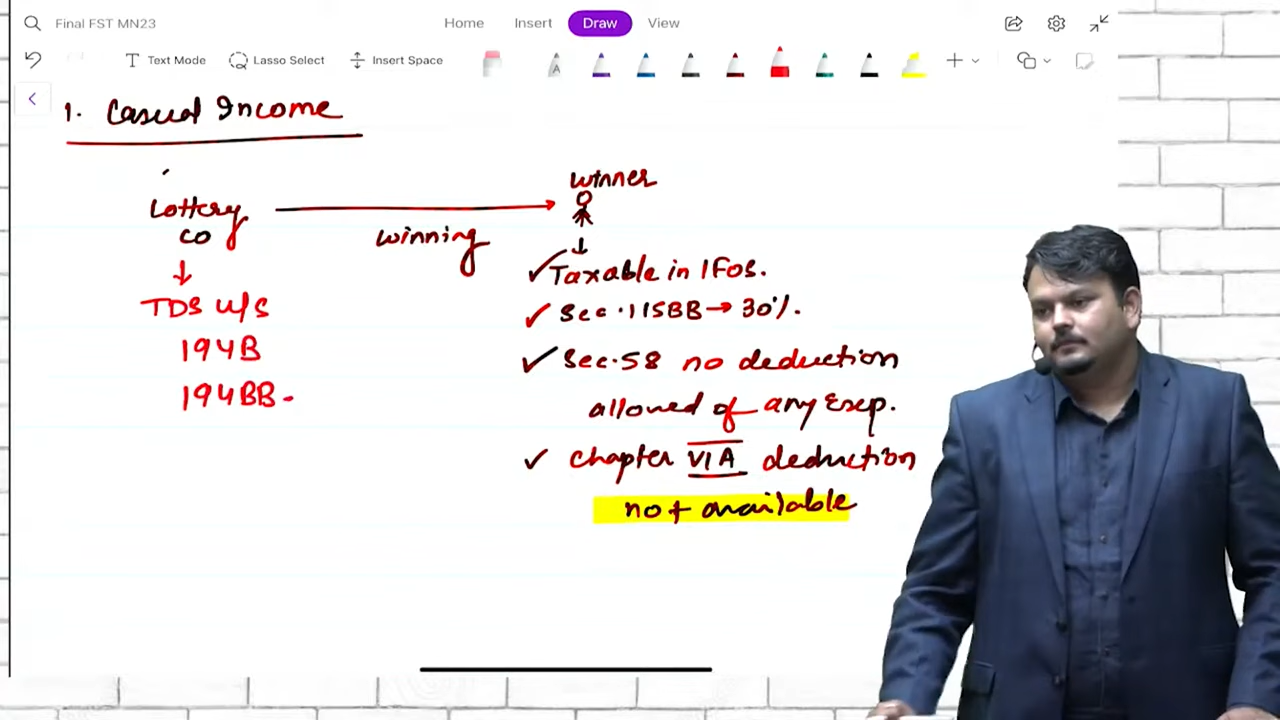 Final FST MN23
Home Insert Draw View
Text Mode Lasso Select Insert Space
1. Casual Income
Winner
Lottery
co
winning
Taxable in IFOS.
TDS u/s
Sec.115BB → 30%.
194B
Sec.58 no deduction
194BB.
allowed of any Exep.
chapter VIA deduction
not available